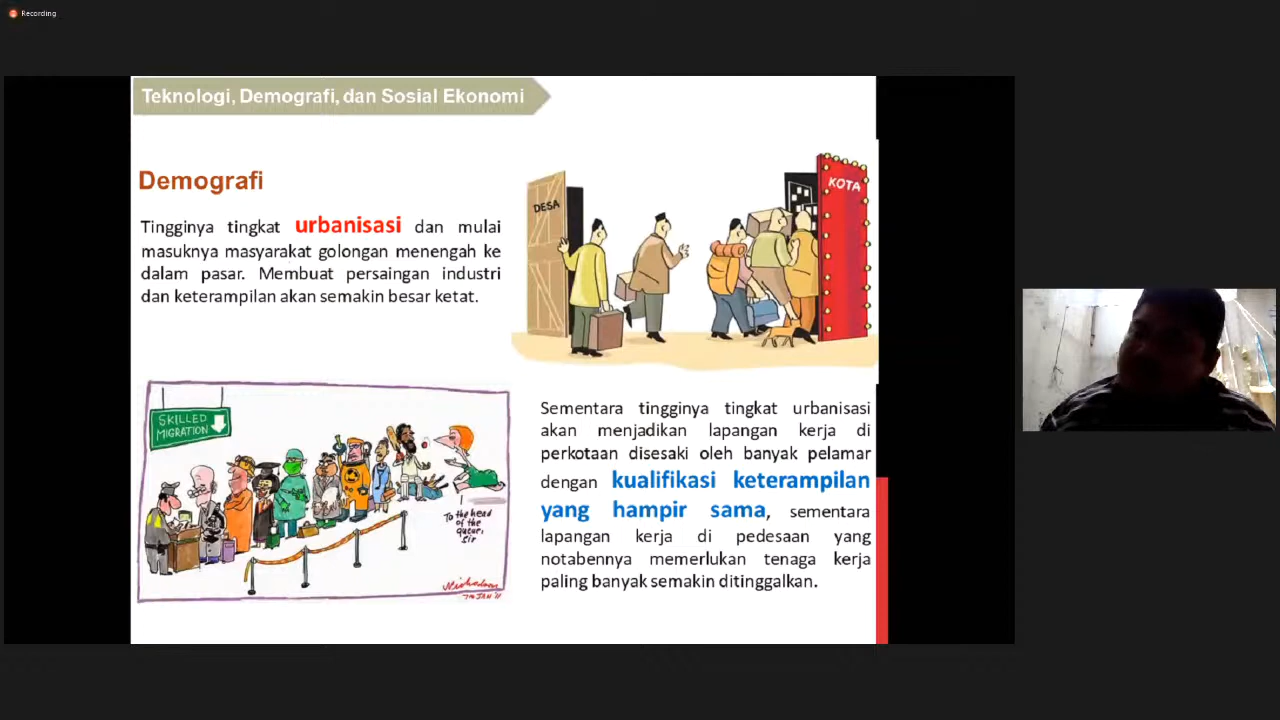 Recording
Teknologi, Demografi, dan Sosial Ekonomi
Demografi
Tingginya tingkat urbanisasi dan mulai
masuknya masyarakat golongan menengah ke
dalam pasar. Membuat persaingan industri
dan keterampilan akan semakin besar ketat.
DESA
KOTA
SKILLED
MIGRATION
To the head
of the
queue,
Sir
Nicholson
Sementara tingginya tingkat urbanisasi
akan menjadikan lapangan kerja di
perkotaan disesaki oleh banyak pelamar
dengan kualifikasi keterampilan
yang hampir sama, sementara
lapangan kerja di pedesaan yang
notabennya memerlukan tenaga kerja
paling banyak semakin ditinggalkan.